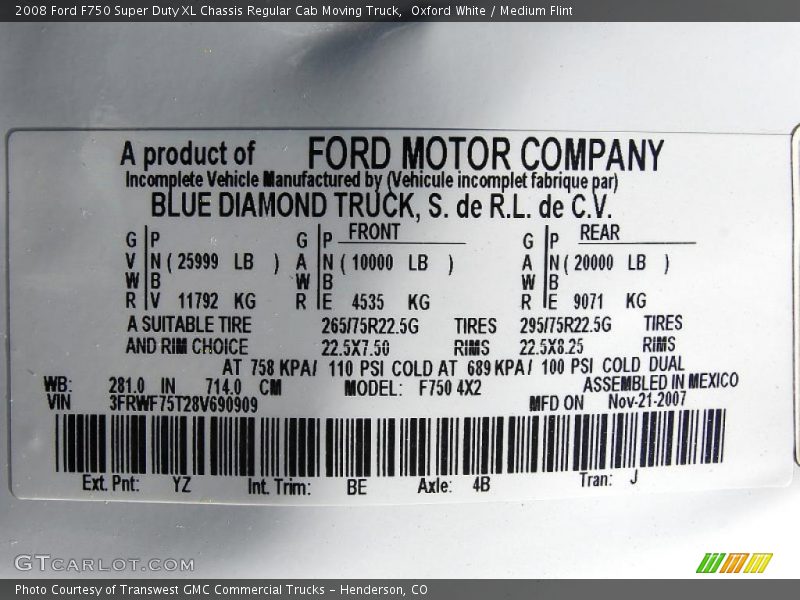 2008 Ford F750 Super Duty XL Chassis Regular Cab Moving Truck, Oxford White / Medium Flint
A product of FORD MOTOR COMPANY
Incomplete Vehicle Manufactured by (Vehicule incomplet fabrique par)
BLUE DIAMOND TRUCK, S. de R.L. de C.V.
G P G P FRONT G P REAR
V N ( 25999 LB ) A N ( 10000 LB ) A N ( 20000 LB )
W B W B W B
R V 11792 KG R E 4535 KG R E 9071 KG
A SUITABLE TIRE 265/75R22.5G TIRES 295/75R22.5G TIRES
AND RIM CHOICE 22.5X7.50 RIMS 22.5X8.25 RIMS
AT 758 KPA/ 110 PSI COLD AT 689 KPA/ 100 PSI COLD DUAL
WB: 281.0 IN 714.0 CM MODEL: F750 4X2 ASSEMBLED IN MEXICO
VIN 3FRWF75T28V690909 MFD ON Nov-21-2007
Ext. Pnt: YZ Int. Trim: BE Axle: 4B Tran: J
GTCarLot.com
Photo Courtesy of Transwest GMC Commercial Trucks - Henderson, CO